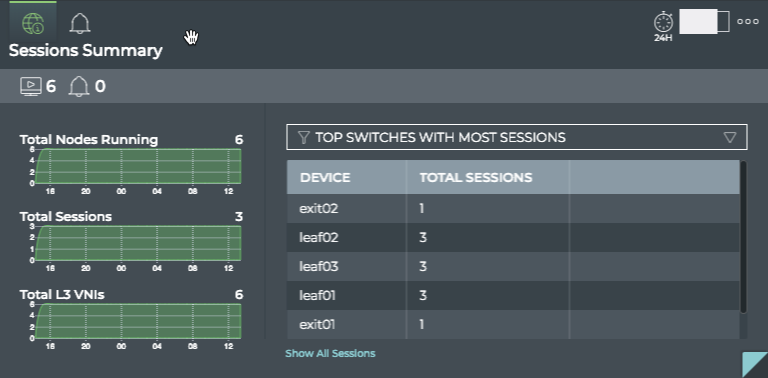 24H
Sessions Summary
6 0
Total Nodes Running 6
6
4
2
0
16 20 00 04 08 12
Total Sessions 3
3
2
1
0
16 20 00 04 08 12
Total L3 VNIs 6
6
4
2
0
16 20 00 04 08 12
TOP SWITCHES WITH MOST SESSIONS
DEVICE TOTAL SESSIONS
exit02 1
leaf02 3
leaf03 3
leaf01 3
exit01 1
Show All Sessions